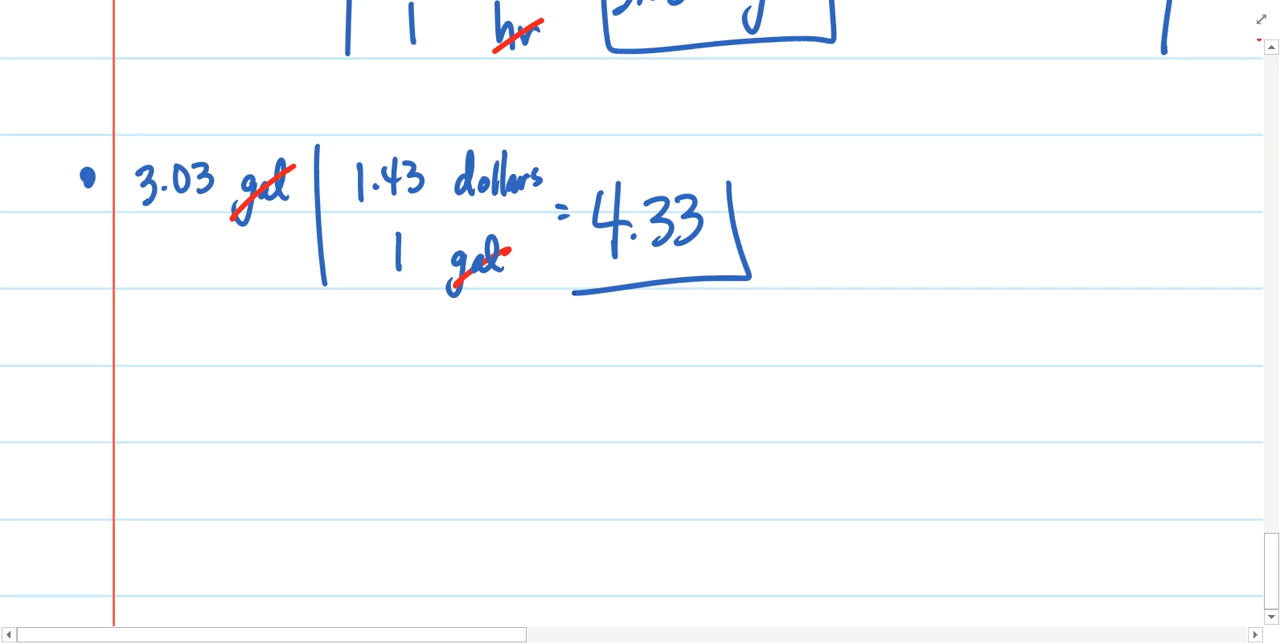 1 hr
3.03 gal | 1.43 dollars = 4.33
1 gal